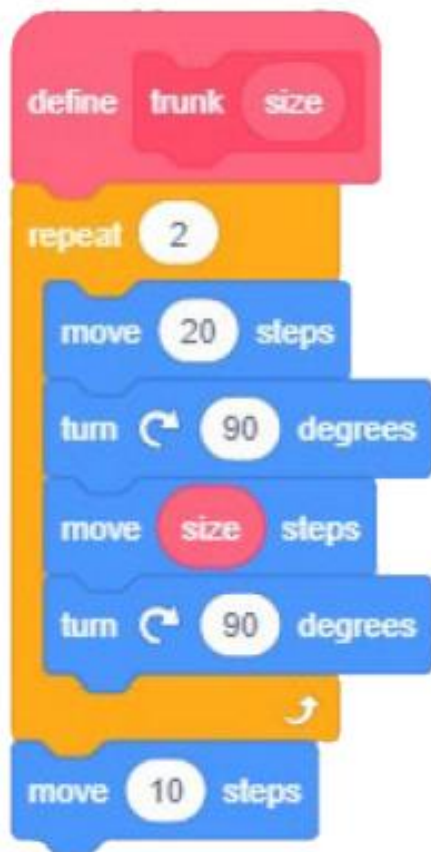 define trunk size
repeat 2
move 20 steps
turn 90 degrees
move size steps
turn 90 degrees
move 10 steps